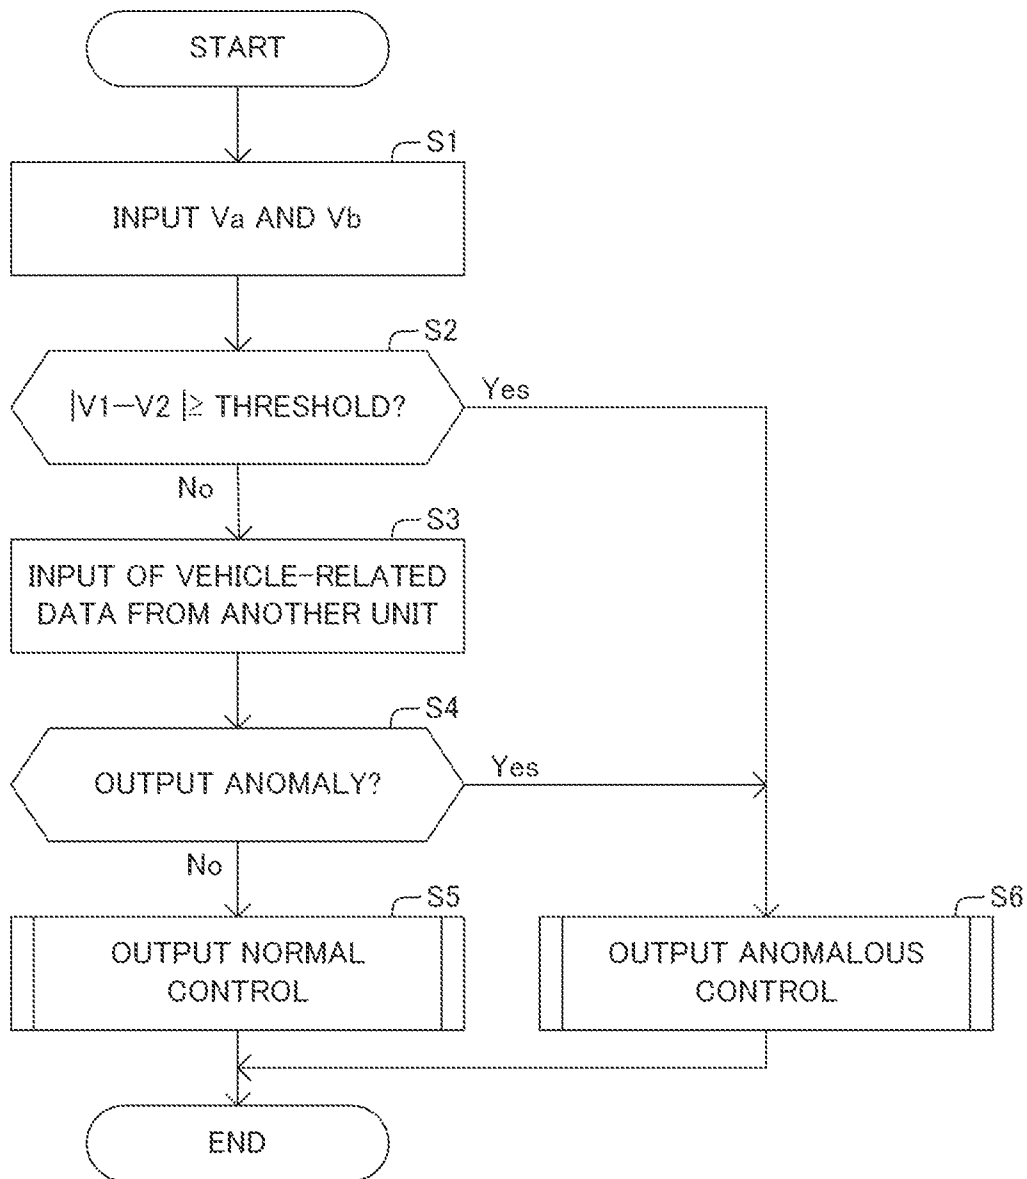 START
S1
INPUT Va AND Vb
S2
|V1-V2 |≧ THRESHOLD?
Yes
No
S3
INPUT OF VEHICLE-RELATED
DATA FROM ANOTHER UNIT
S4
OUTPUT ANOMALY?
Yes
No
S5
OUTPUT NORMAL
CONTROL
S6
OUTPUT ANOMALOUS
CONTROL
END